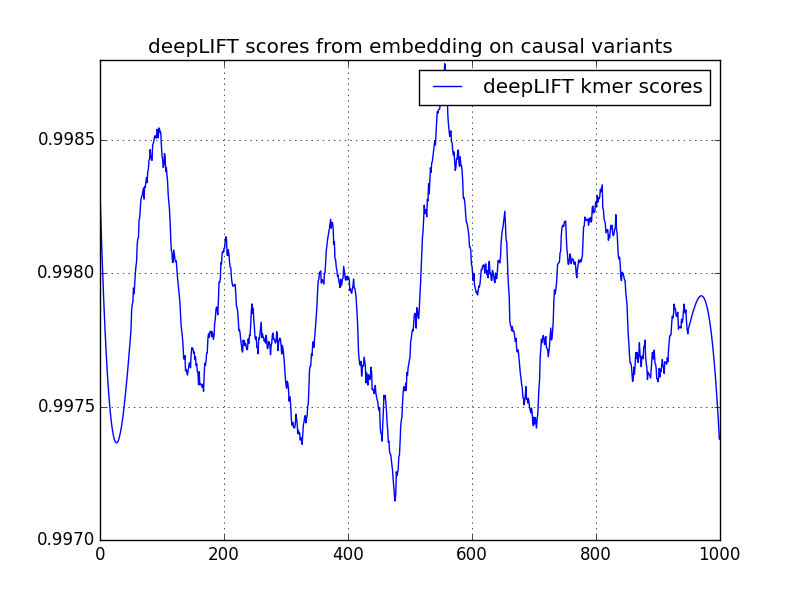 deepLIFT scores from embedding on causal variants
deepLIFT kmer scores
0.9985
0.9980
0.9975
0.9970
0 200 400 600 800 1000